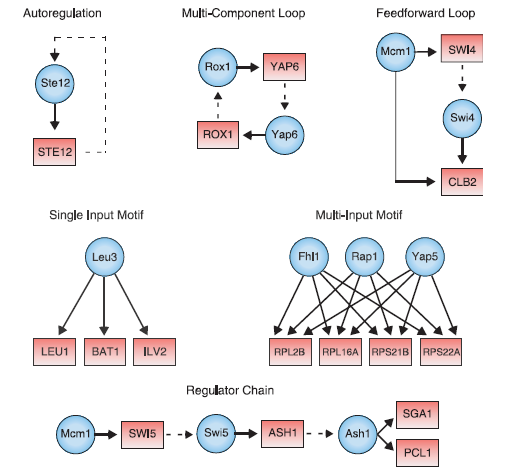 Autoregulation
Multi-Component Loop
Feedforward Loop
Ste12
STE12
Rox1
YAP6
ROX1
Yap6
Mcm1
SWI4
Swi4
CLB2
Single Input Motif
Multi-Input Motif
Leu3
LEU1
BAT1
ILV2
Fhl1
Rap1
Yap5
RPL2B
RPL16A
RPS21B
RPS22A
Regulator Chain
Mcm1
SWI5
Swi5
ASH1
Ash1
SGA1
PCL1